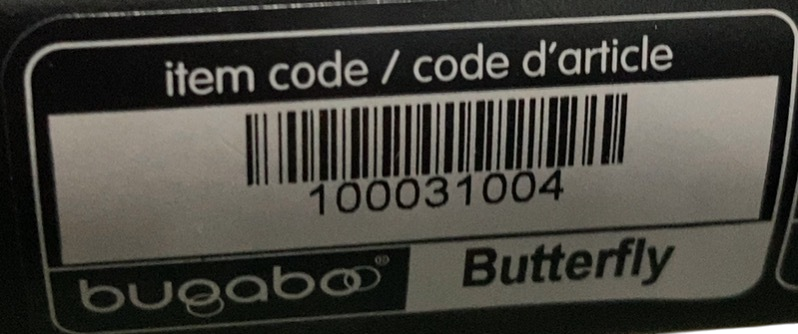 item code / code d'article
100031004
bugaboo® Butterfly